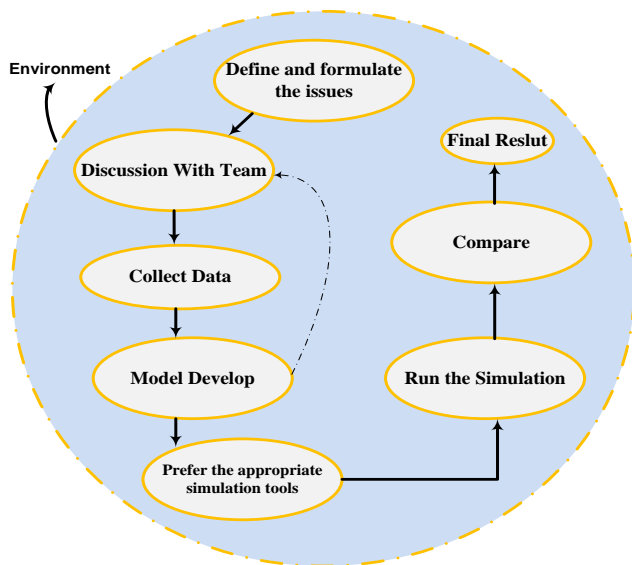 Environment
Define and formulate
the issues
Discussion With Team
Collect Data
Model Develop
Prefer the appropriate
simulation tools
Run the Simulation
Compare
Final Reslut